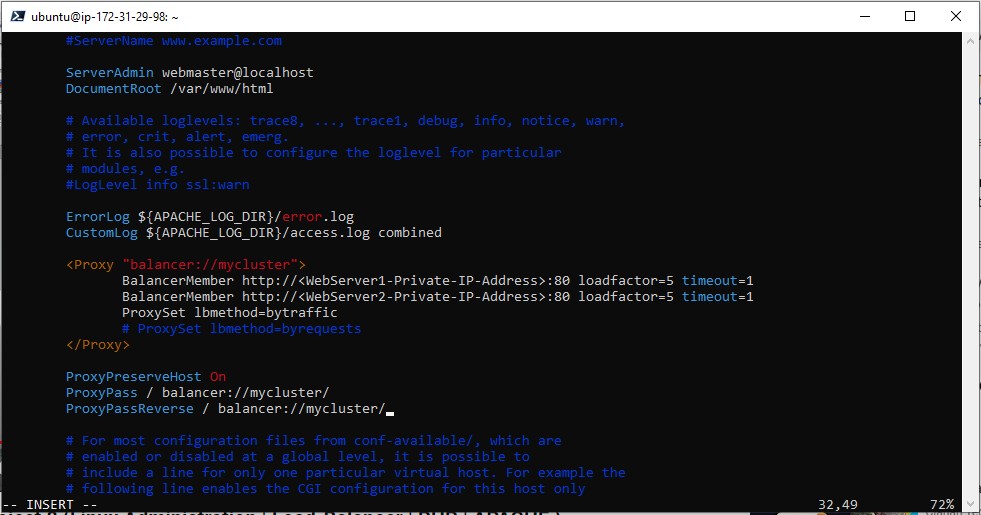 ubuntu@ip-172-31-29-98: ~
#ServerName www.example.com
ServerAdmin webmaster@localhost
DocumentRoot /var/www/html
# Available loglevels: trace8, ..., trace1, debug, info, notice, warn,
# error, crit, alert, emerg.
# It is also possible to configure the loglevel for particular
# modules, e.g.
#LogLevel info ssl:warn
ErrorLog ${APACHE_LOG_DIR}/error.log
CustomLog ${APACHE_LOG_DIR}/access.log combined
<Proxy "balancer://mycluster">
BalancerMember http://<WebServer1-Private-IP-Address>:80 loadfactor=5 timeout=1
BalancerMember http://<WebServer2-Private-IP-Address>:80 loadfactor=5 timeout=1
ProxySet lbmethod=bytraffic
# ProxySet lbmethod=byrequests
</Proxy>
ProxyPreserveHost On
ProxyPass / balancer://mycluster/
ProxyPassReverse / balancer://mycluster/
# For most configuration files from conf-available/, which are
# enabled or disabled at a global level, it is possible to
# include a line for only one particular virtual host. For example the
# following line enables the CGI configuration for this host only
-- INSERT -- 32,49 72%